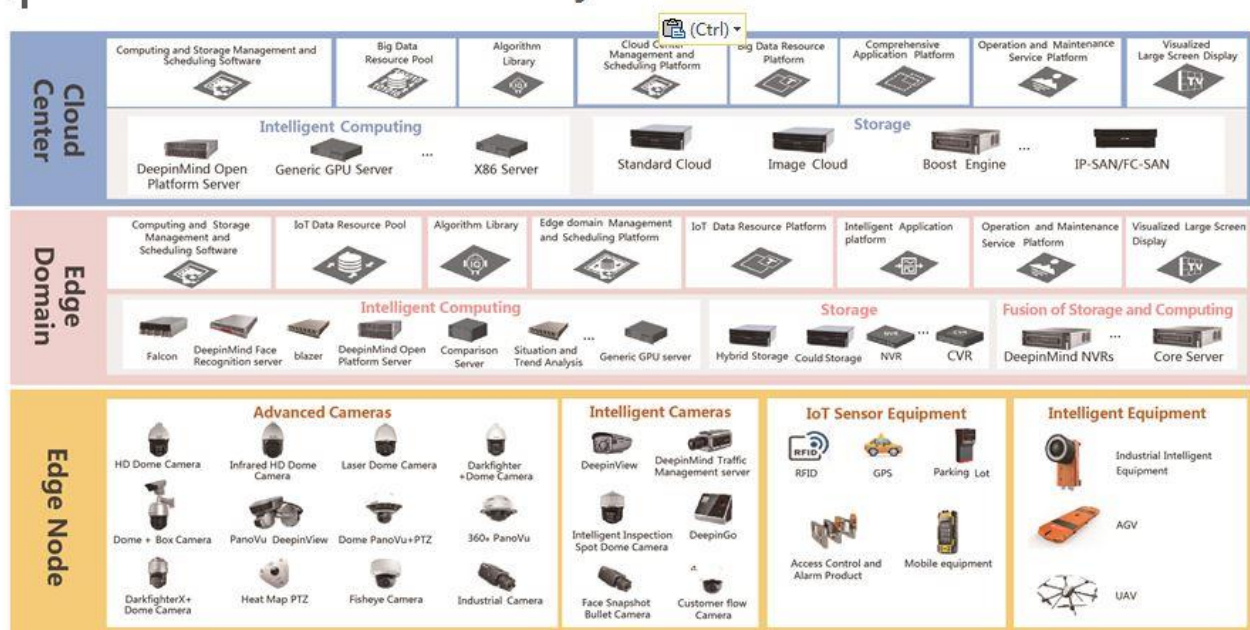 (Ctrl)
Cloud Center
Computing and Storage Management and
Scheduling Software
Big Data
Resource Pool
Algorithm
Library
Cloud Center
Management and
Scheduling Platform
Big Data Resource
Platform
Comprehensive
Application Platform
Operation and Maintenance
Service Platform
Visualized
Large Screen Display
TV
Intelligent Computing
DeepinMind Open
Platform Server
Generic GPU Server
...
X86 Server
Storage
Standard Cloud
Image Cloud
Boost Engine
...
IP-SAN/FC-SAN
Edge Domain
Computing and Storage
Management and
Scheduling Software
IoT Data Resource Pool
Algorithm Library
Edge domain Management
and Scheduling Platform
IoT Data Resource Platform
Intelligent Application
platform
Operation and Maintenance
Service Platform
Visualized Large Screen
Display
TV
Intelligent Computing
Falcon
DeepinMind Face
Recognition server
blazer
DeepinMind Open
Platform Server
Comparison
Server
Situation and
Trend Analysis
...
Generic GPU server
Storage
Hybrid Storage
Could Storage
NVR
NVR
...
CVR
CVR
Fusion of Storage and Computing
DeepinMind NVRs
...
Core Server
Edge Node
Advanced Cameras
HD Dome Camera
Infrared HD Dome
Camera
Laser Dome Camera
Darkfighter
+Dome Camera
Dome + Box Camera
PanoVu DeepinView
Dome PanoVu+PTZ
360+ PanoVu
DarkfighterX+
Dome Camera
Heat Map PTZ
Fisheye Camera
Industrial Camera
Intelligent Cameras
DeepinView
DeepinMind Traffic
Management server
Intelligent Inspection
Spot Dome Camera
DeepinGo
Face Snapshot
Bullet Camera
Customer flow
Camera
IoT Sensor Equipment
RFID
RFID
GPS
Parking Lot
Access Control and
Alarm Product
Mobile equipment
Intelligent Equipment
Industrial Intelligent
Equipment
AGV
UAV